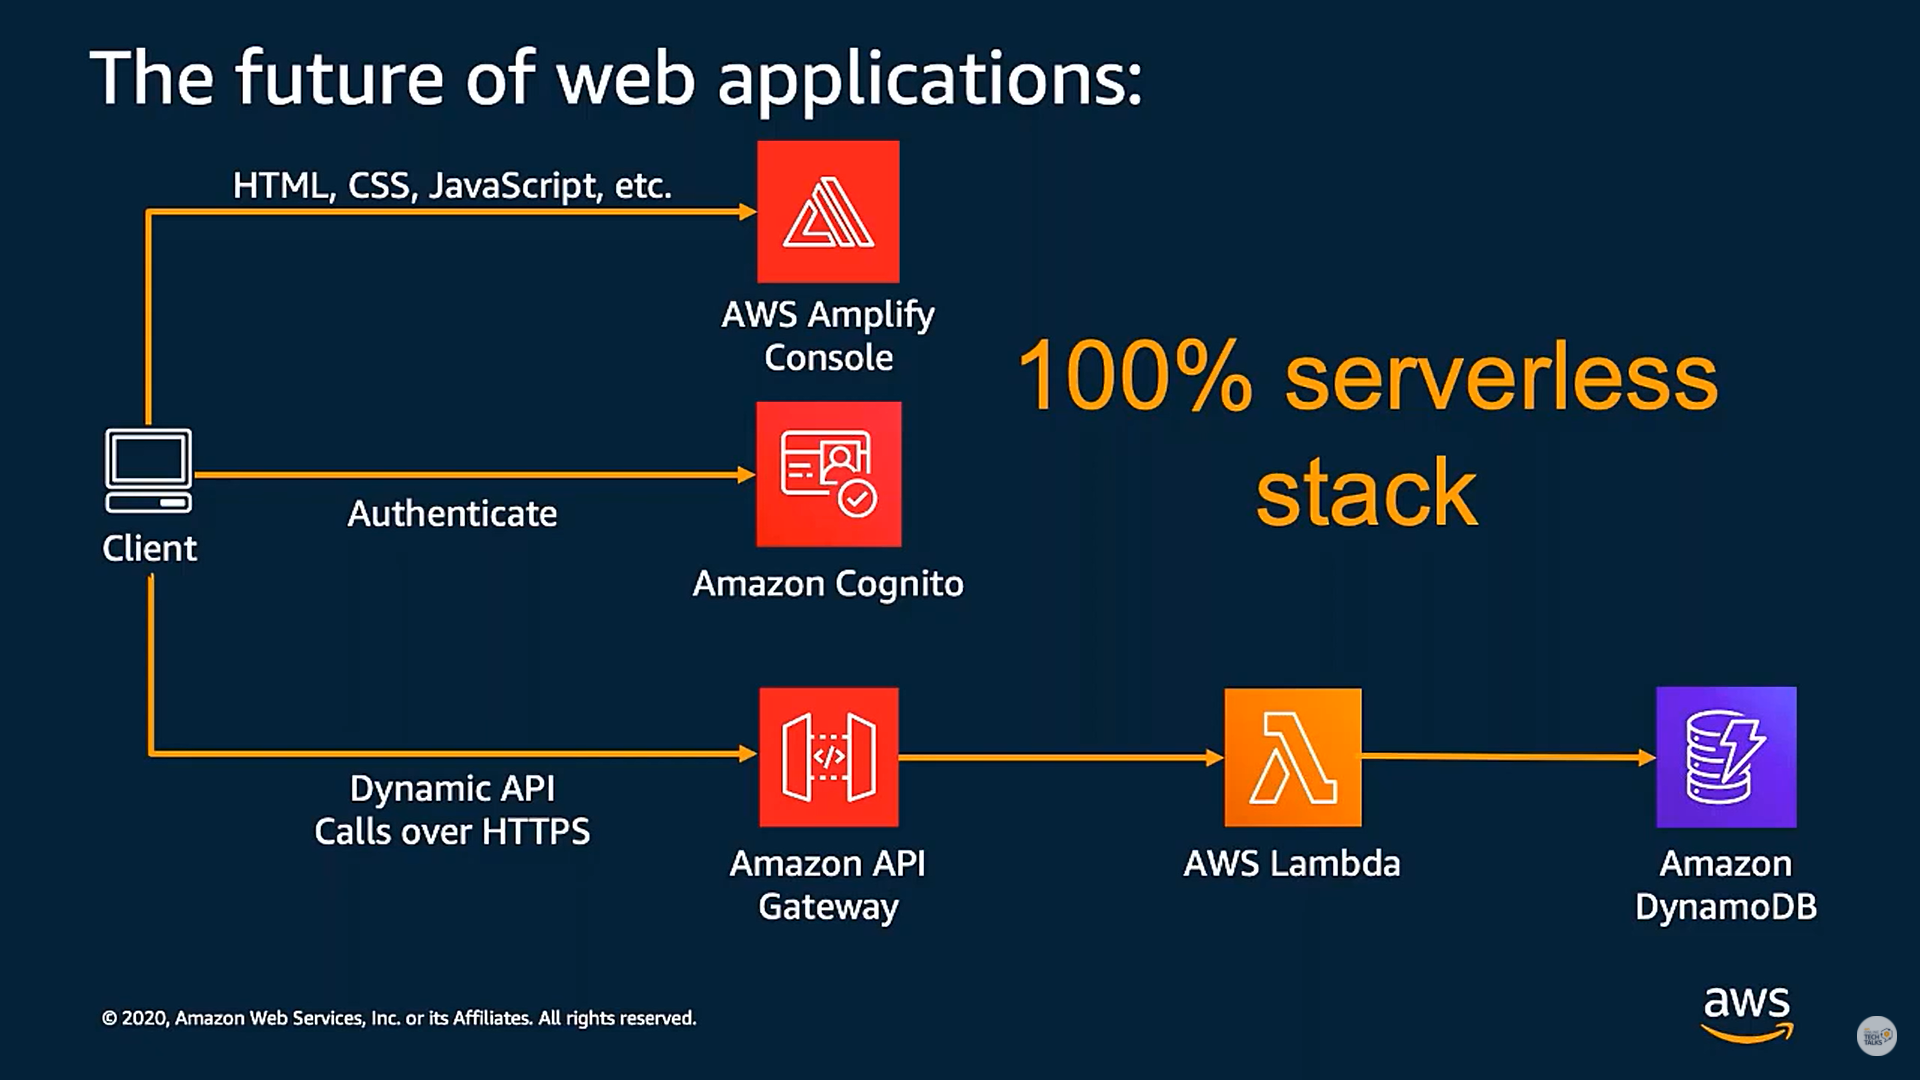 The future of web applications:
HTML, CSS, JavaScript, etc.
AWS Amplify
Console
100% serverless
stack
Client
Authenticate
Amazon Cognito
</>
Dynamic API
Calls over HTTPS
Amazon API
Gateway
AWS Lambda
Amazon
DynamoDB
© 2020, Amazon Web Services, Inc. or its Affiliates. All rights reserved.
aws
TECH
TALKS